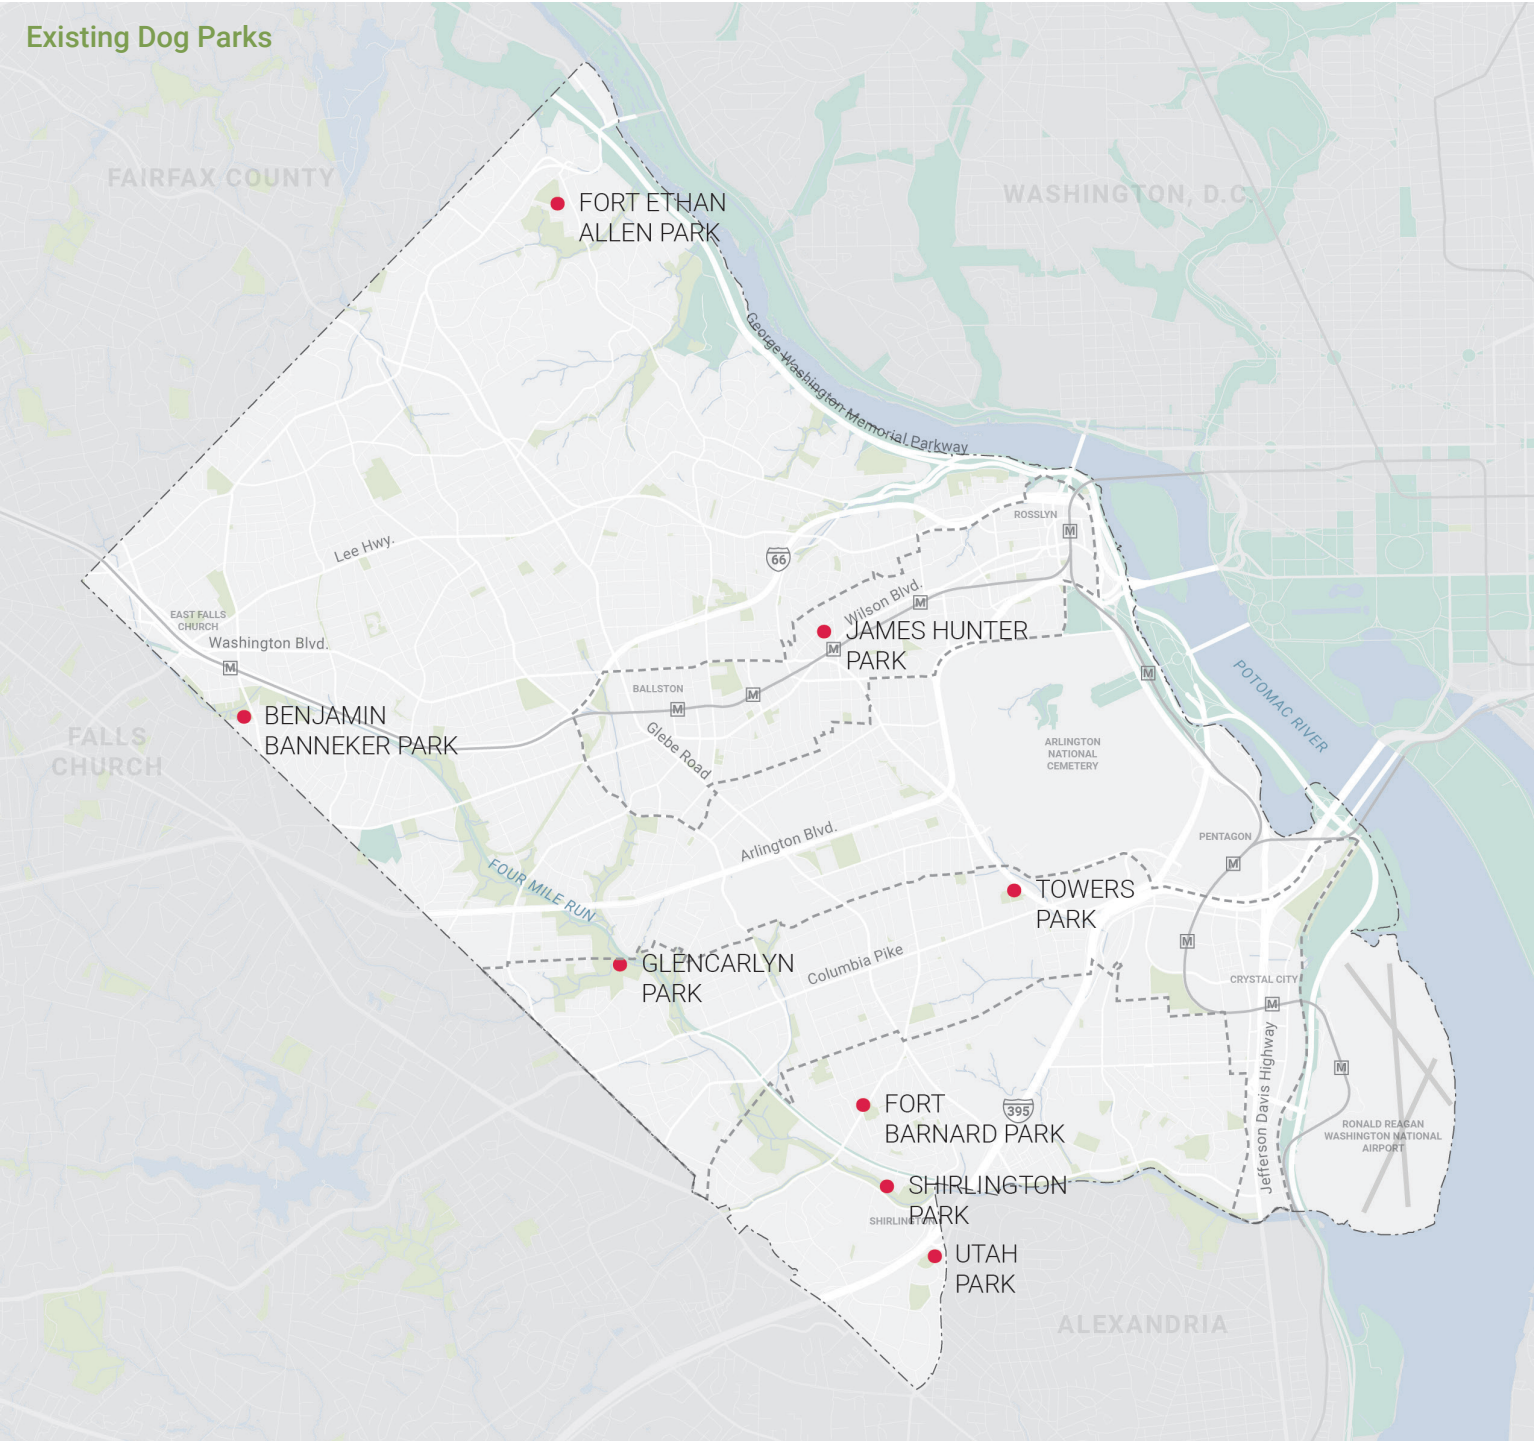 Existing Dog Parks
FAIRFAX COUNTY
WASHINGTON, D.C.
FORT ETHAN
ALLEN PARK
George Washington Memorial Parkway
ROSSLYN
M
Lee Hwy.
66
Wilson Blvd.
M
EAST FALLS
CHURCH
Washington Blvd.
M
JAMES HUNTER
PARK
M
BALLSTON
M
M
M
POTOMAC RIVER
BENJAMIN
BANNEKER PARK
FALLS
CHURCH
Glebe Road
ARLINGTON
NATIONAL
CEMETERY
Arlington Blvd.
PENTAGON
M
FOUR MILE RUN
TOWERS
PARK
GLENCARLYN
PARK
Columbia Pike
M
CRYSTAL CITY
M
Jefferson Davis Highway
M
FORT
BARNARD PARK
395
RONALD REAGAN
WASHINGTON NATIONAL
AIRPORT
SHIRLINGTON
PARK
SHIRLINGTON
UTAH
PARK
ALEXANDRIA